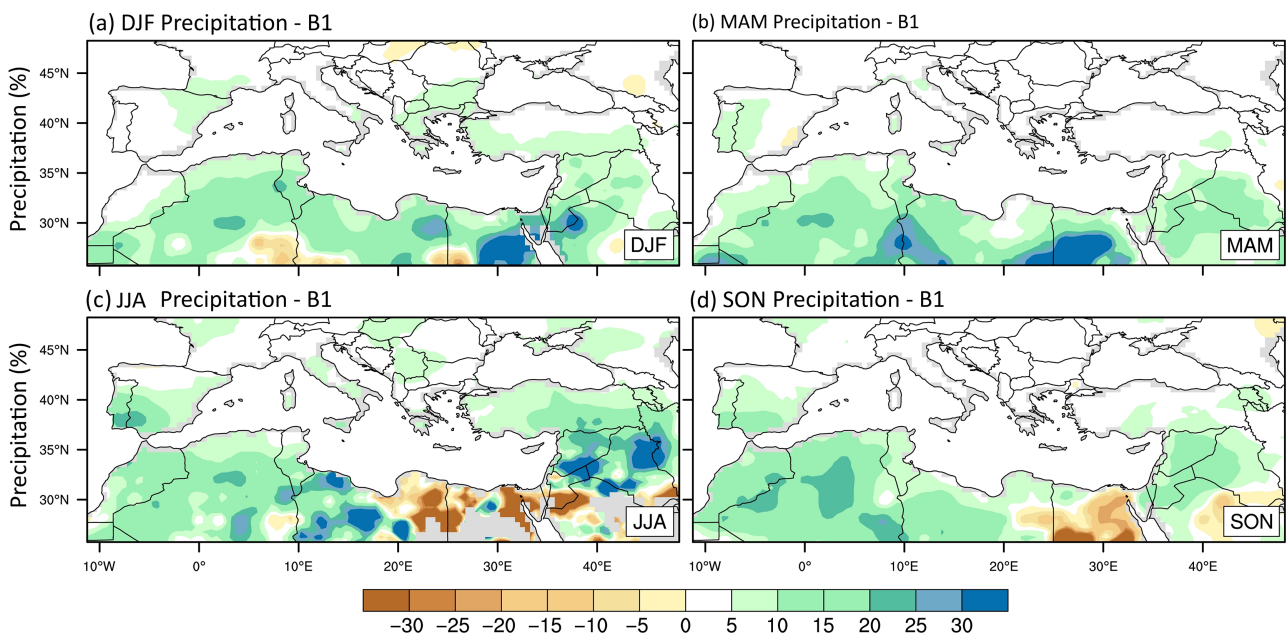 (a) DJF Precipitation - B1
(b) MAM Precipitation - B1
Precipitation (%)
45°N
40°N
35°N
30°N
DJF
MAM
(c) JJA Precipitation - B1
(d) SON Precipitation - B1
Precipitation (%)
45°N
40°N
35°N
30°N
JJA
SON
10°W 0° 10°E 20°E 30°E 40°E
10°W 0° 10°E 20°E 30°E 40°E
−30 −25 −20 −15 −10 −5 0 5 10 15 20 25 30